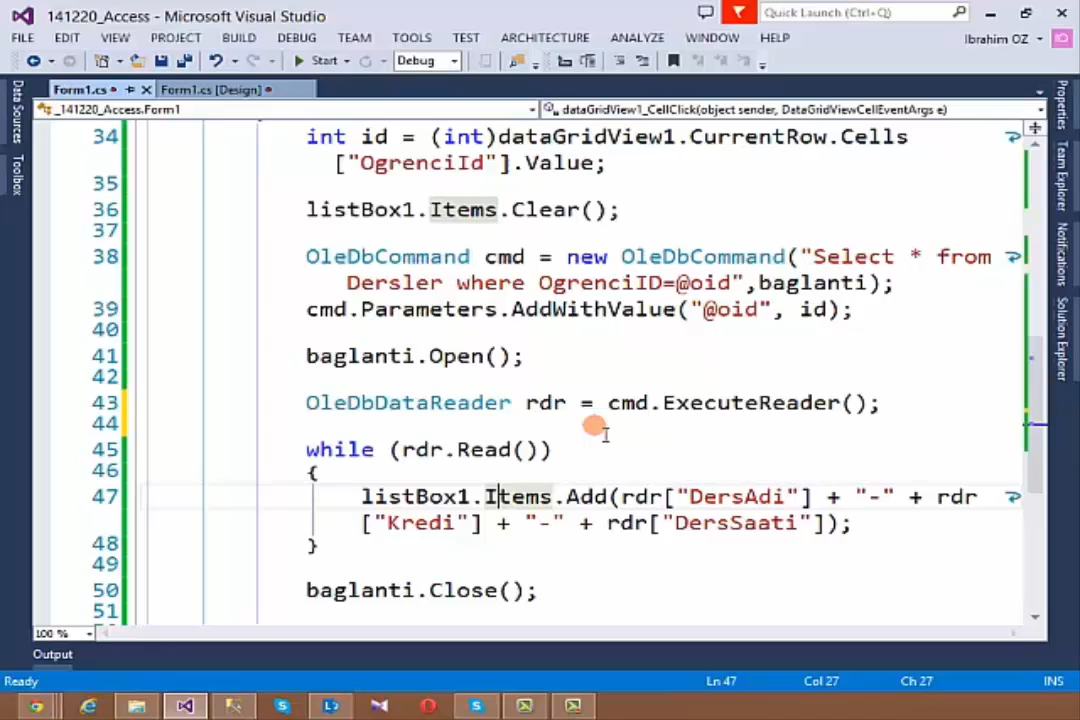 141220_Access - Microsoft Visual Studio
Quick Launch (Ctrl+Q)
FILE EDIT VIEW PROJECT BUILD DEBUG TEAM TOOLS TEST ARCHITECTURE ANALYZE WINDOW HELP
Ibrahim OZ
Start
Debug
Form1.cs
Form1.cs [Design]
_141220_Access.Form1
dataGridView1_CellClick(object sender, DataGridViewCellEventArgs e)
Data Sources
Toolbox
Properties
Team Explorer
Notifications
Solution Explorer
34 int id = (int)dataGridView1.CurrentRow.Cells
["OgrenciId"].Value;
35
36 listBox1.Items.Clear();
37
38 OleDbCommand cmd = new OleDbCommand("Select * from
Dersler where OgrenciID=@oid",baglanti);
39 cmd.Parameters.AddWithValue("@oid", id);
40
41 baglanti.Open();
42
43 OleDbDataReader rdr = cmd.ExecuteReader();
44
45 while (rdr.Read())
46 {
47 listBox1.Items.Add(rdr["DersAdi"] + "-" + rdr
["Kredi"] + "-" + rdr["DersSaati"]);
48 }
49
50 baglanti.Close();
51
100 %
Output
Ready
Ln 47
Col 27
Ch 27
INS